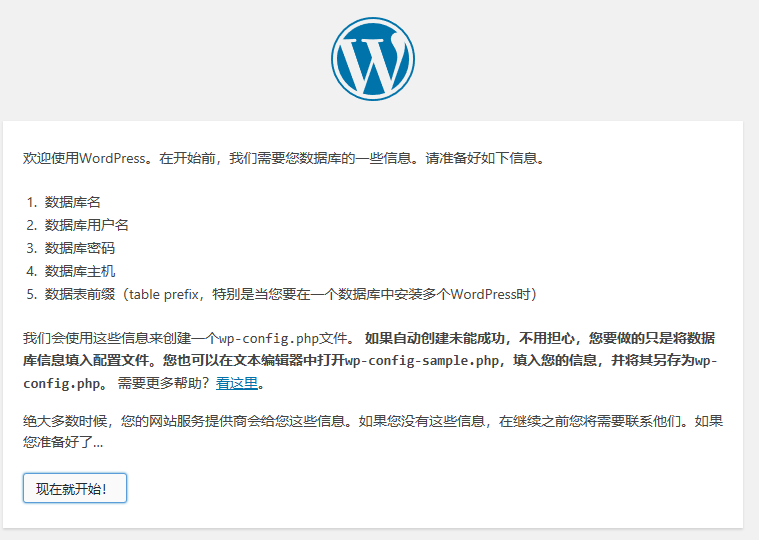 欢迎使用WordPress。在开始前，我们需要您数据库的一些信息。请准备好如下信息。
1. 数据库名
2. 数据库用户名
3. 数据库密码
4. 数据库主机
5. 数据表前缀（table prefix，特别是当您要在一个数据库中安装多个WordPress时）
我们会使用这些信息来创建一个wp-config.php文件。 如果自动创建未能成功，不用担心，您要做的只是将数据
库信息填入配置文件。您也可以在文本编辑器中打开wp-config-sample.php，填入您的信息，并将其另存为wp-
config.php。 需要更多帮助？看这里。
绝大多数时候，您的网站服务提供商会给您这些信息。如果您没有这些信息，在继续之前您将需要联系他们。如果
您准备好了…
现在就开始！